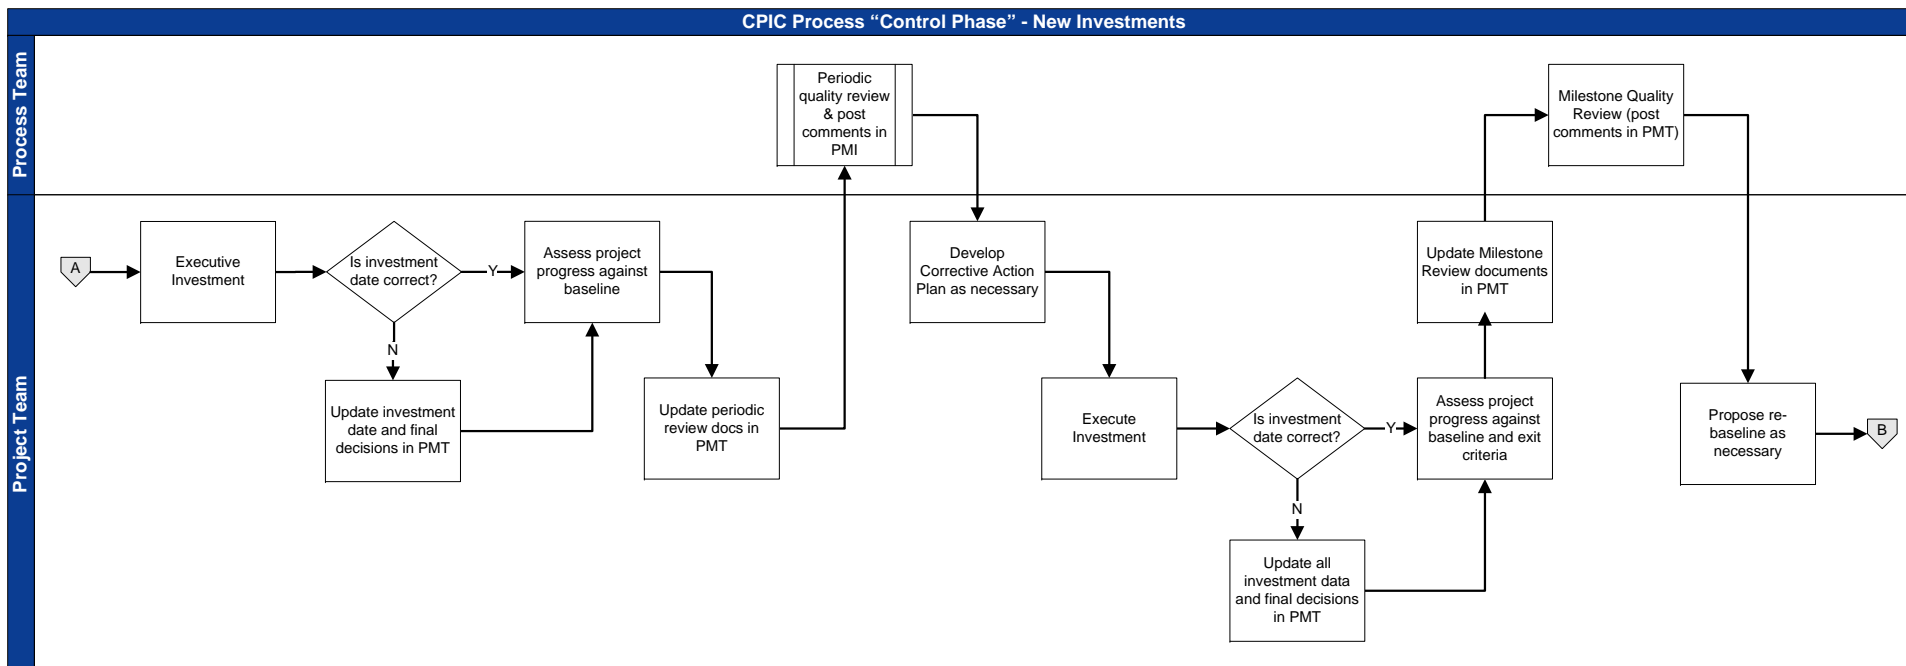 CPIC Process “Control Phase” - New Investments
Process Team
Periodic
quality review
& post
comments in
PMI
Milestone Quality
Review (post
comments in PMT)
Project Team
A
Executive
Investment
Is investment
date correct?
Y
N
Update investment
date and final
decisions in PMT
Assess project
progress against
baseline
Update periodic
review docs in
PMT
Develop
Corrective Action
Plan as necessary
Execute
Investment
Is investment
date correct?
Y
N
Update all
investment data
and final decisions
in PMT
Assess project
progress against
baseline and exit
criteria
Update Milestone
Review documents
in PMT
Propose re-
baseline as
necessary
B